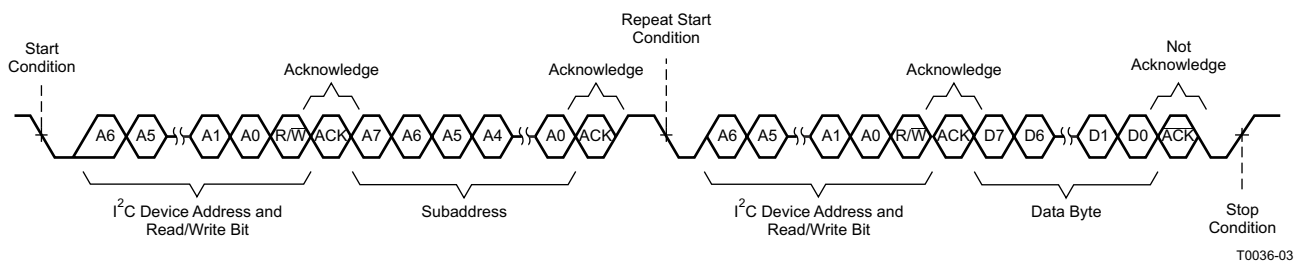 Repeat Start
Condition
Start
Condition
Acknowledge
Acknowledge
Acknowledge
Not
Acknowledge
A6 A5 A1 A0 R/W̅ ACK A7 A6 A5 A4 A0 ACK A6 A5 A1 A0 R/W̅ ACK D7 D6 D1 D0 A̅C̅K̅
I²C Device Address and
Read/Write Bit
Subaddress
I²C Device Address and
Read/Write Bit
Data Byte
Stop
Condition
T0036-03